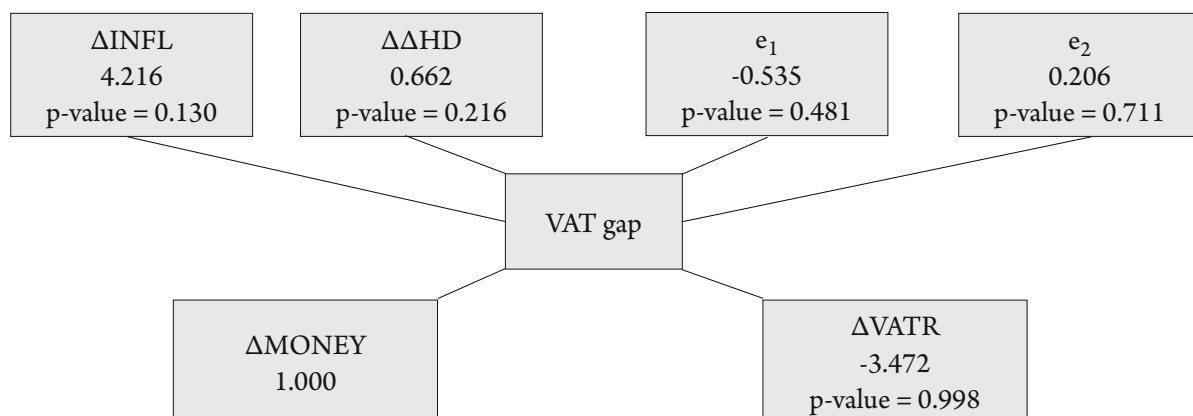 ΔINFL
4.216
p-value = 0.130
ΔΔHD
0.662
p-value = 0.216
e₁
-0.535
p-value = 0.481
e₂
0.206
p-value = 0.711
VAT gap
ΔMONEY
1.000
ΔVATR
-3.472
p-value = 0.998